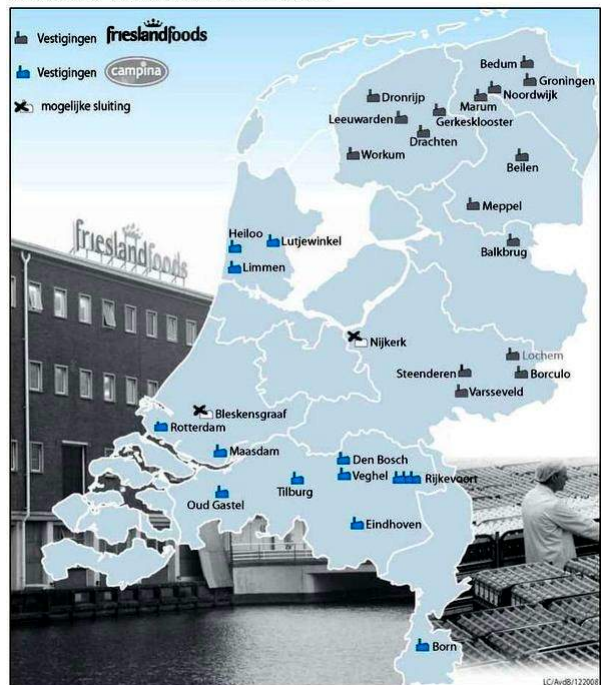 Vestigingen frieslandfoods
Vestigingen campina
mogelijke sluiting
Bedum
Groningen
Noordwijk
Marum
Dronrijp
Gerkesklooster
Leeuwarden
Drachten
Workum
Beilen
Meppel
Balkbrug
Heiloo
Lutjewinkel
Limmen
frieslandfoods
Nijkerk
Lochem
Steenderen
Borculo
Varsseveld
Bleskensgraaf
Rotterdam
Maasdam
Den Bosch
Veghel
Rijkevoort
Tilburg
Oud Gastel
Eindhoven
Born
LC/AvdB/122008